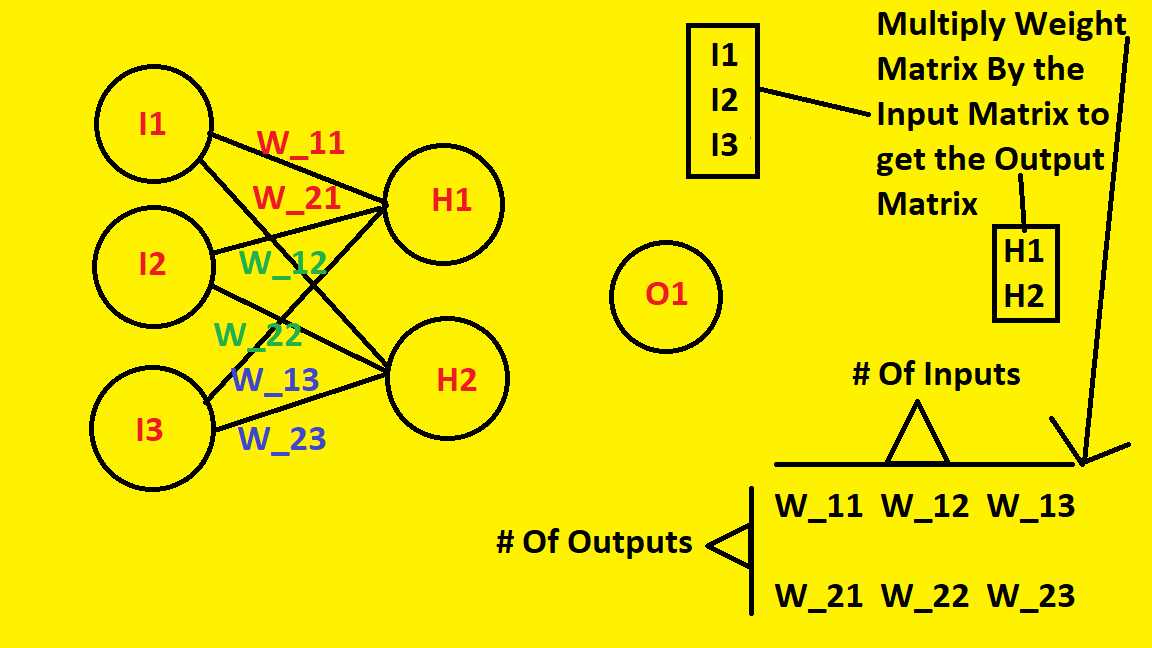 I1
I2
I3
W_11
W_21
W_12
W_22
W_13
W_23
H1
H2
O1
I1
I2
I3
Multiply Weight
Matrix By the
Input Matrix to
get the Output
Matrix
H1
H2
# Of Inputs
# Of Outputs
W_11 W_12 W_13
W_21 W_22 W_23